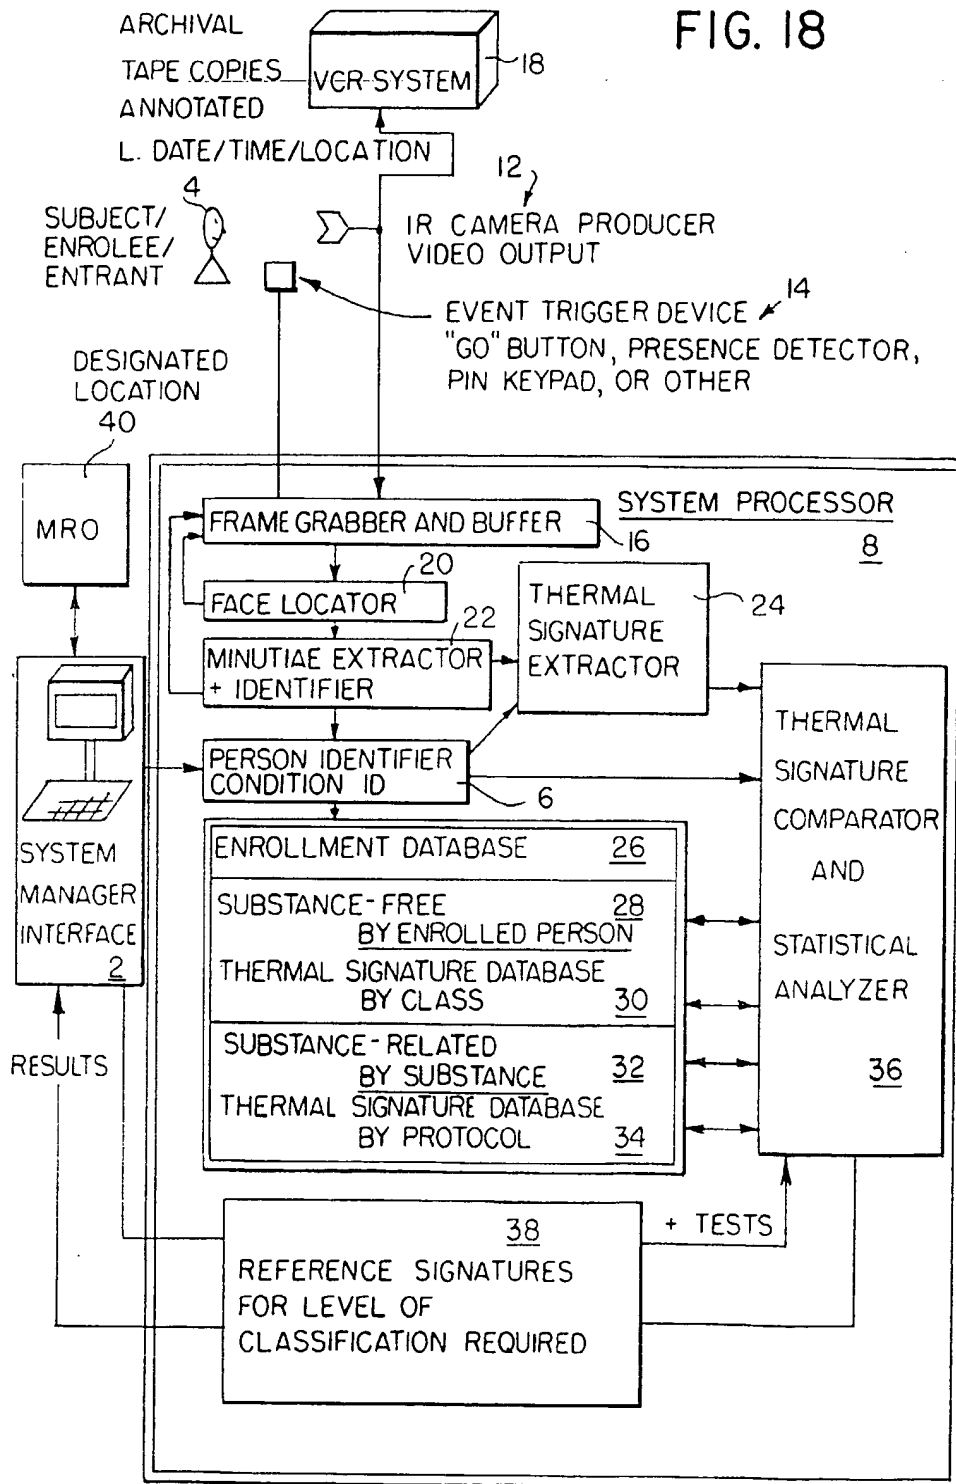 FIG. 18
ARCHIVAL
TAPE COPIES
ANNOTATED
L. DATE/TIME/LOCATION
VCR SYSTEM
18
12
4
SUBJECT/
ENROLEE/
ENTRANT
IR CAMERA PRODUCER
VIDEO OUTPUT
14
EVENT TRIGGER DEVICE
"GO" BUTTON, PRESENCE DETECTOR,
PIN KEYPAD, OR OTHER
DESIGNATED
LOCATION
40
MRO
SYSTEM PROCESSOR
8
FRAME GRABBER AND BUFFER
16
20
FACE LOCATOR
22
MINUTIAE EXTRACTOR
+ IDENTIFIER
THERMAL
SIGNATURE
EXTRACTOR
24
PERSON IDENTIFIER
CONDITION ID
6
SYSTEM
MANAGER
INTERFACE
2
ENROLLMENT DATABASE 26
SUBSTANCE-FREE 28
BY ENROLLED PERSON
THERMAL SIGNATURE DATABASE
BY CLASS 30
SUBSTANCE-RELATED
BY SUBSTANCE 32
THERMAL SIGNATURE DATABASE
BY PROTOCOL 34
THERMAL
SIGNATURE
COMPARATOR
AND
STATISTICAL
ANALYZER
36
RESULTS
+ TESTS
38
REFERENCE SIGNATURES
FOR LEVEL OF
CLASSIFICATION REQUIRED